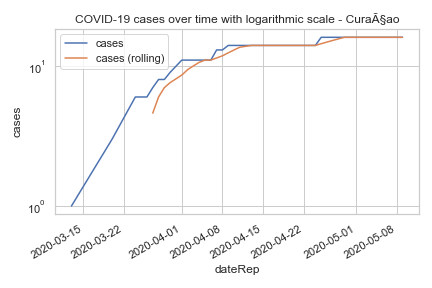 COVID-19 cases over time with logarithmic scale - CuraÃ§ao
cases
cases (rolling)
10¹
10⁰
cases
2020-03-15
2020-03-22
2020-04-01
2020-04-08
2020-04-15
2020-04-22
2020-05-01
2020-05-08
dateRep